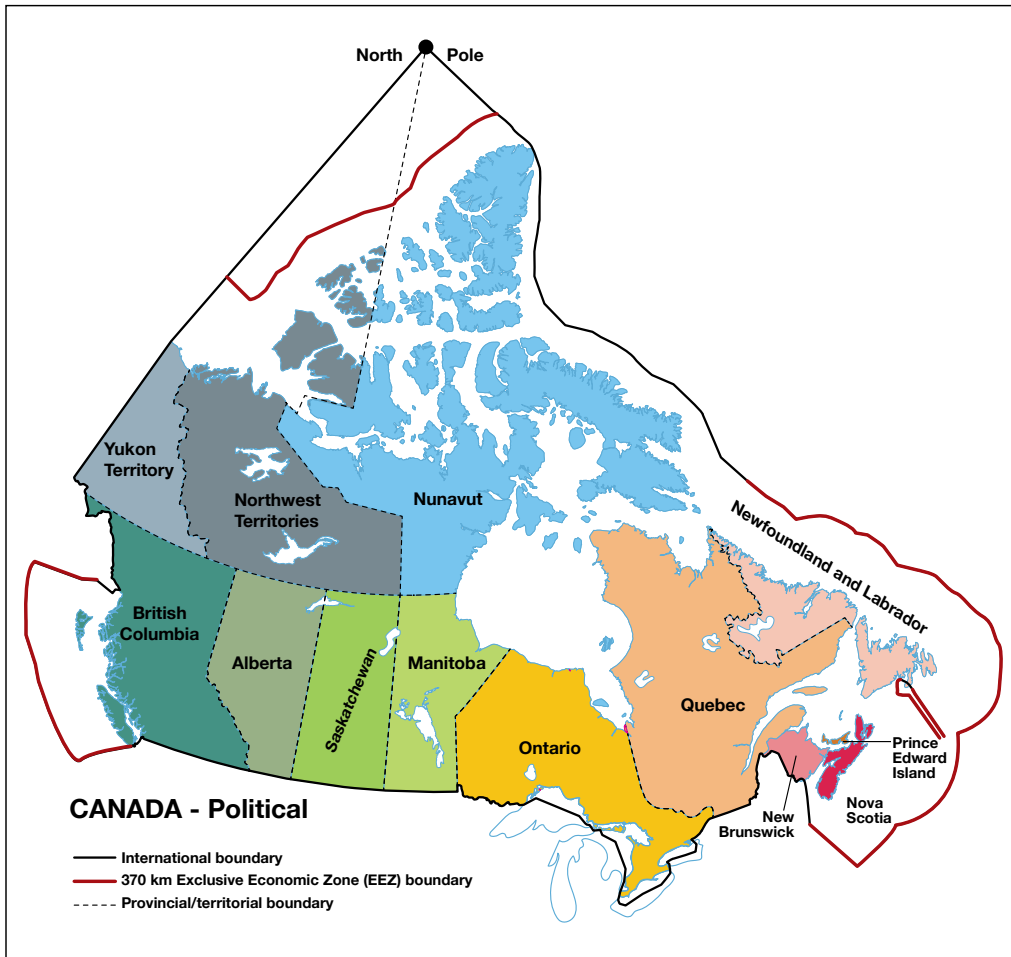 North Pole
Yukon
Territory
Northwest
Territories
Nunavut
Newfoundland and Labrador
British
Columbia
Alberta
Saskatchewan
Manitoba
Ontario
Quebec
Prince
Edward
Island
Nova
Scotia
New
Brunswick
CANADA - Political
International boundary
370 km Exclusive Economic Zone (EEZ) boundary
Provincial/territorial boundary